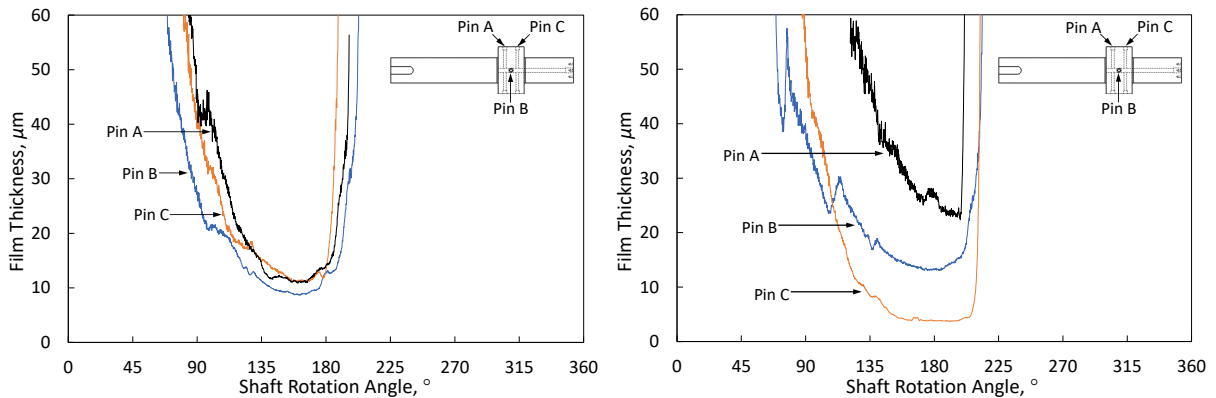 60
50
40
30
20
10
0
Film Thickness, μm
0 45 90 135 180 225 270 315 360
Shaft Rotation Angle, °
Pin A
Pin B
Pin C
Pin A Pin C
Pin B
60
50
40
30
20
10
0
Film Thickness, μm
0 45 90 135 180 225 270 315 360
Shaft Rotation Angle, °
Pin A
Pin B
Pin C
Pin A Pin C
Pin B